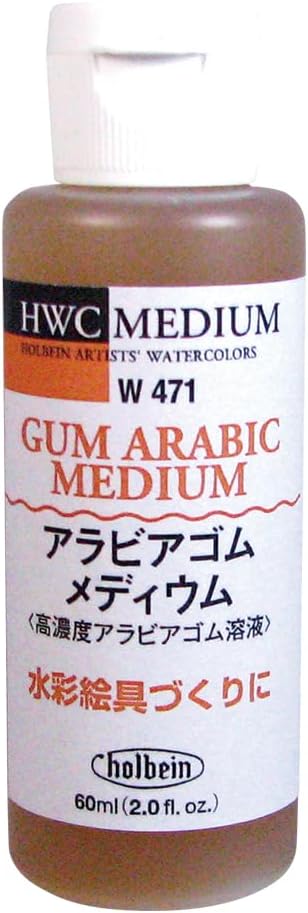 HWC MEDIUM
HOLBEIN ARTISTS' WATERCOLORS
W 471
GUM ARABIC
MEDIUM
アラビアゴム
メディウム
〈高濃度アラビアゴム溶液〉
水彩絵具づくりに
holbein
60ml (2.0 fl. oz.)